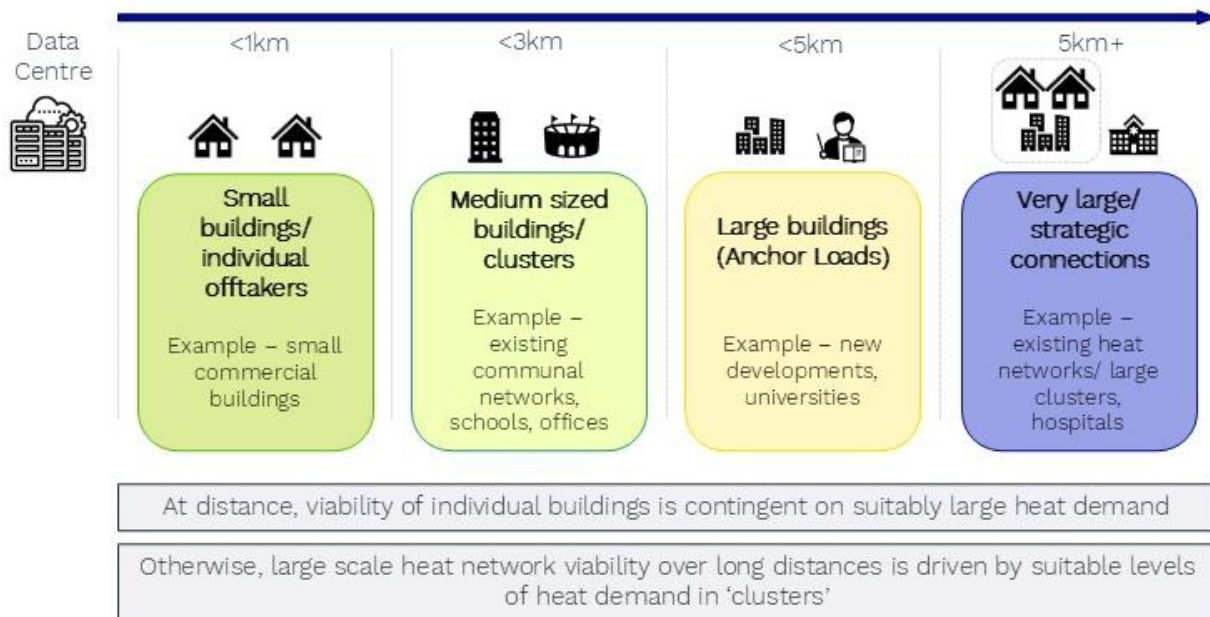 Data
Centre
<1km
<3km
<5km
5km+
Small
buildings/
individual
offtakers
Example – small
commercial
buildings
Medium sized
buildings/
clusters
Example –
existing
communal
networks,
schools, offices
Large buildings
(Anchor Loads)
Example – new
developments,
universities
Very large/
strategic
connections
Example –
existing heat
networks/ large
clusters,
hospitals
At distance, viability of individual buildings is contingent on suitably large heat demand
Otherwise, large scale heat network viability over long distances is driven by suitable levels
of heat demand in ‘clusters’